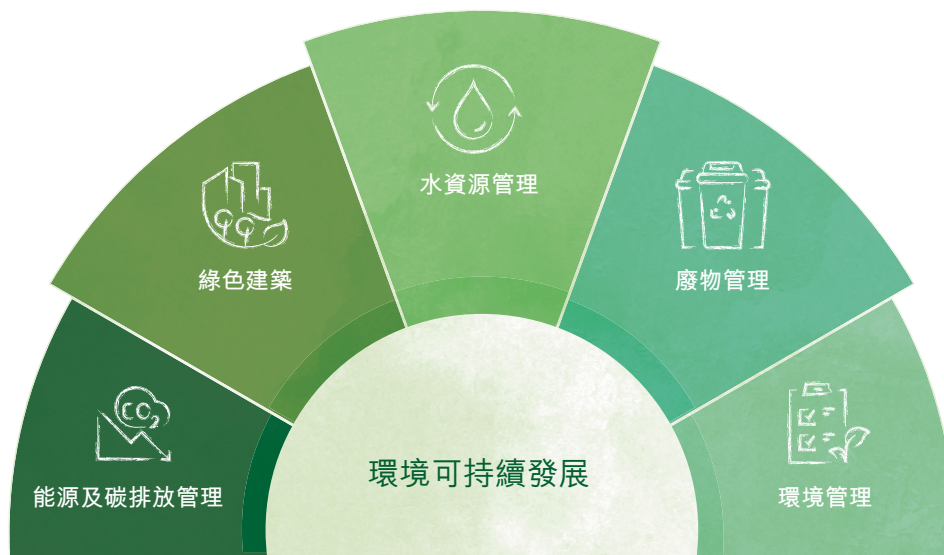 水資源管理
綠色建築
廢物管理
CO2
能源及碳排放管理
環境可持續發展
環境管理